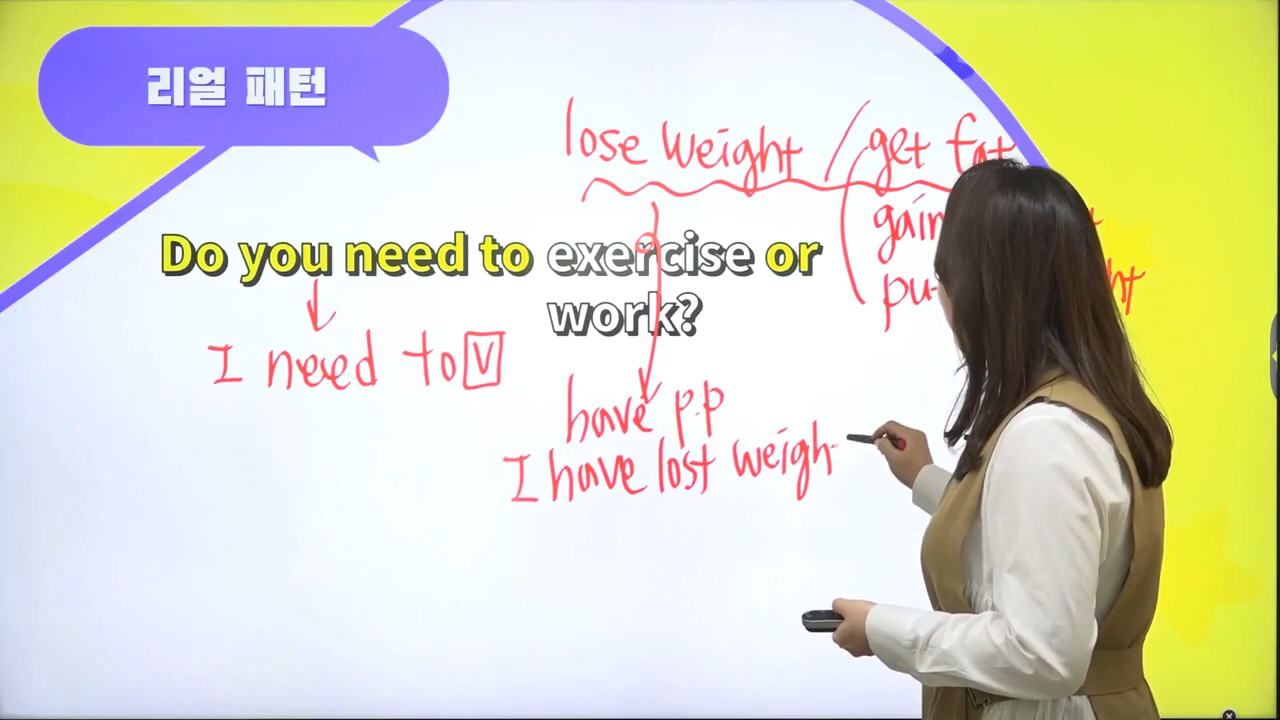 리얼 패턴
lose weight / get fat
gain
Do you need to exercise or
work?
I need to V
have p.p
I have lost weigh